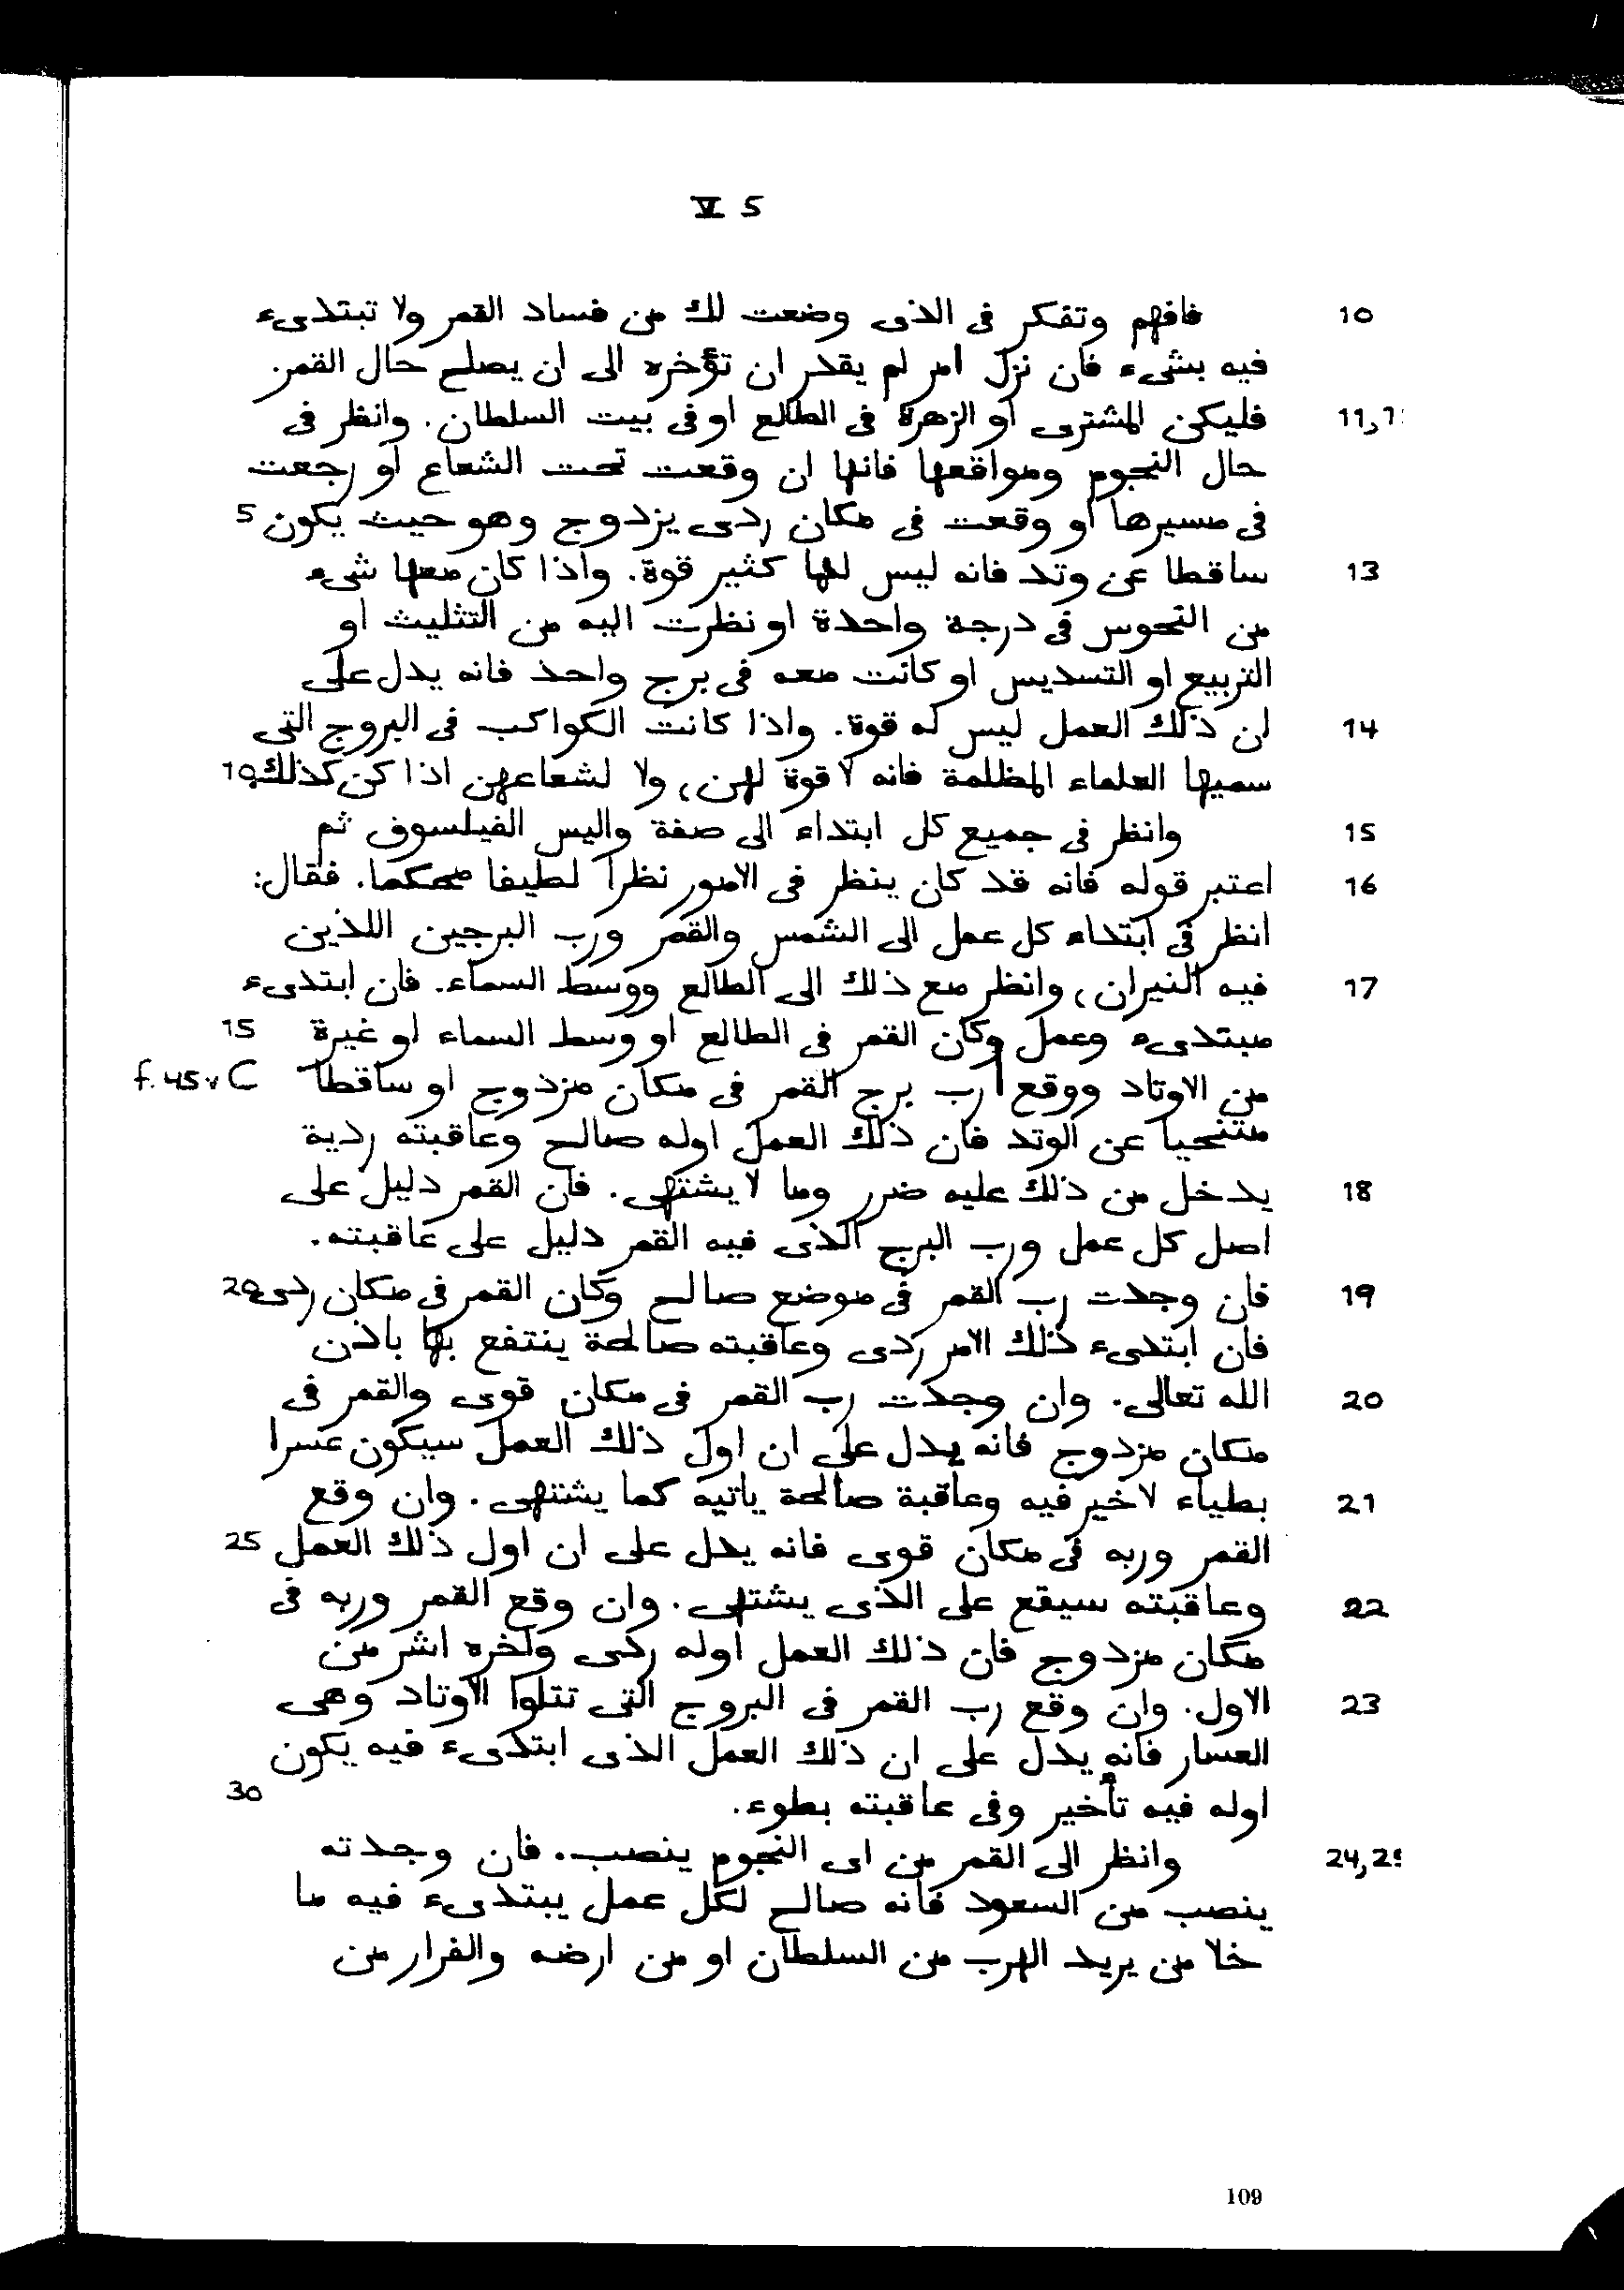 V 5
فافهم وتفكر فى الذى وضعت لك من فساد القمر ولا تبتدىء 10
فيه بشىء فان نزل امر لم يقدر ان تؤخره الى ان يصلح حال القمر.
فليكن المشترى او الزهرة فى الطالع او فى بيت السلطان. وانظر فى 11,
حال النجوم ومواقعها فانها ان وقعت تحت الشعاع او رجعت
فى مسيرها او وقعت فى مكان ردى يزدوج وهو حيث يكون 5
ساقطا عن وتد فانه ليس لها كثير قوة. واذا كان معها شىء 13
من النحوس فى درجة واحدة او نظرت اليه من التثليث او
التربيع او التسديس او كانت معه فى برج واحد فانه يدل على
ان ذلك العمل ليس له قوة. واذا كانت الكواكب فى البروج التى 14
سميها العلماء المظلمة فانه لا قوة لهن، ولا لشعاعهن اذا كن كذلك. 10
وانظر فى جميع كل ابتداء الى صفة واليس الفيلسوف ثم 15
اعتبر قوله فانه قد كان ينظر فى الامور نظرا لطيفا محكما. فقال: 16
انظر فى ابتداء كل عمل الى الشمس والقمر ورب البرجين اللذين
فيه النيران، وانظر مع ذلك الى الطالع ووسط السماء. فان ابتدىء 17
مبتدىء وعمل وكان القمر فى الطالع او وسط السماء او غيرة 15
من الاوتاد ووقع | رب برج القمر فى مكان مزدوج او ساقطا f. 45v C
متنحيا عن الوتد فان ذلك العمل اوله صالح وعاقبته ردية
يدخل من ذلك عليه ضرر وما لا يشتهى. فان القمر دليل على 18
اصل كل عمل ورب البرج الذى فيه القمر دليل على عاقبته.
فان وجدت رب القمر فى موضع صالح وكان القمر فى مكان ردى 20 19
فان ابتدىء ذلك الامر ردى وعاقبته صالحة ينتفع بها باذن
الله تعالى. وان وجدت رب القمر فى مكان قوى والقمر فى 20
مكان مزدوج فانه يدل على ان اول ذلك العمل سيكون عسرا
بطياء لا خير فيه وعاقبة صالحة ياتيه كما يشتهى. وان وقع 21
القمر وربه فى مكان قوى فانه يدل على ان اول ذلك العمل 25
وعاقبته سيقع على الذى يشتهى. وان وقع القمر وربه فى 22
مكان مزدوج فان ذلك العمل اوله ردى واخره اشر من
الاول. وان وقع رب القمر فى البروج التى تتلوا الاوتاد وهى 23
العسار فانه يدل على ان ذلك العمل الذى ابتدىء فيه يكون
اوله فيه تأخير وفى عاقبته بطوء. 30
وانظر الى القمر من اى النجوم ينصب. فان وجدته 24,
ينصب من السعود فانه صالح لكل عمل يبتدىء فيه ما
خلا من يريد الهرب من السلطان او من ارضه والفرار من
109